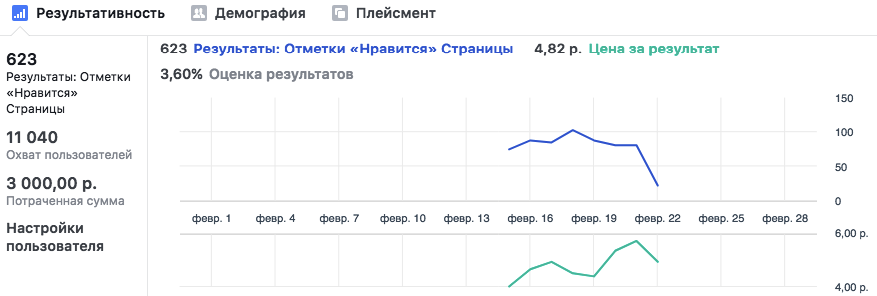 Результативность Демография Плейсмент
623
Результаты: Отметки
«Нравится»
Страницы
11 040
Охват пользователей
3 000,00 р.
Потраченная сумма
Настройки
пользователя
623 Результаты: Отметки «Нравится» Страницы 4,82 р. Цена за результат
3,60% Оценка результатов
150
100
50
0
февр. 1 февр. 4 февр. 7 февр. 10 февр. 13 февр. 16 февр. 19 февр. 22 февр. 25 февр. 28
6,00 р.
4,00 р.